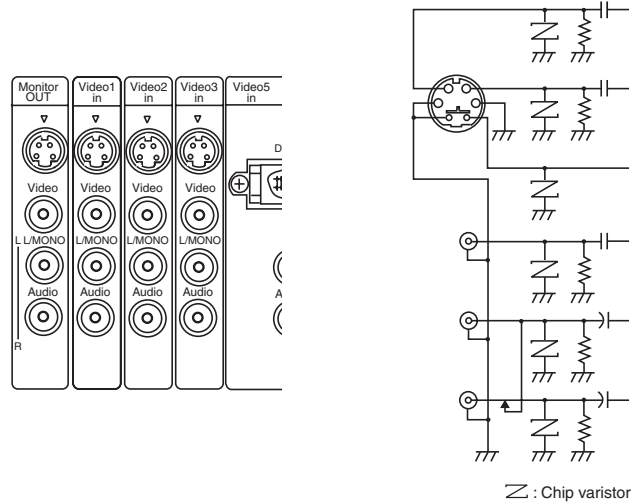 Monitor OUT
Video1 in
Video2 in
Video3 in
Video5 in
D
Video
Video
Video
Video
L L/MONO
L/MONO
L/MONO
L/MONO
Audio
Audio
Audio
Audio
A
R
: Chip varistor